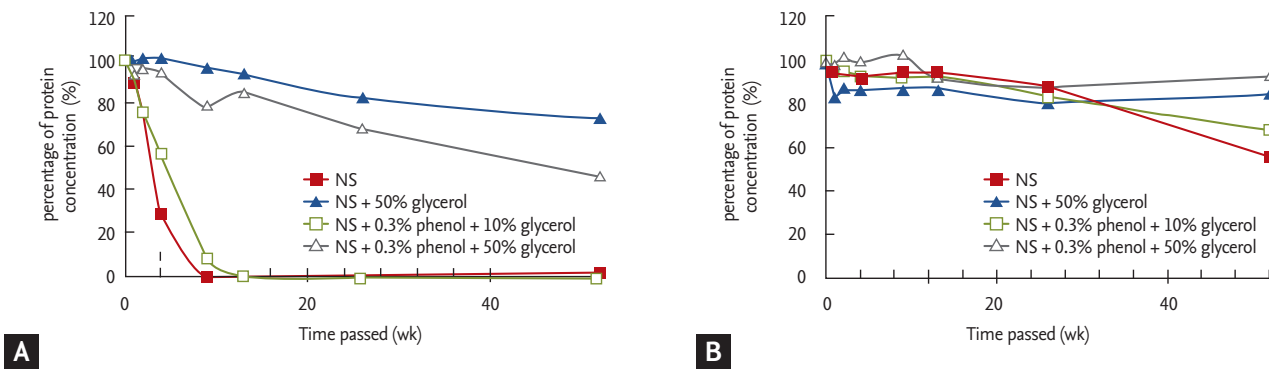 120
100
80
60
40
20
0
percentage of protein
concentration (%)
NS
NS + 50% glycerol
NS + 0.3% phenol + 10% glycerol
NS + 0.3% phenol + 50% glycerol
0 20 40
Time passed (wk)
A
120
100
80
60
40
20
0
percentage of protein
concentration (%)
NS
NS + 50% glycerol
NS + 0.3% phenol + 10% glycerol
NS + 0.3% phenol + 50% glycerol
0 20 40
Time passed (wk)
B